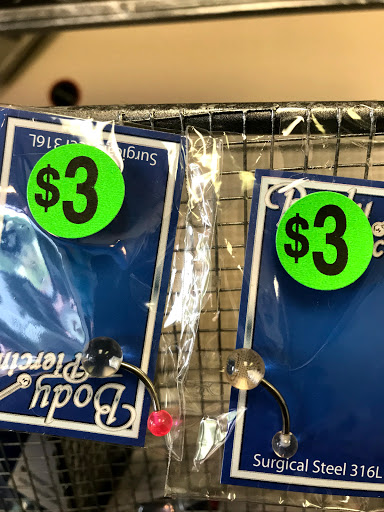 Surgical Steel 316L
$3
Body
Piercing
$3
Surgical Steel 316L